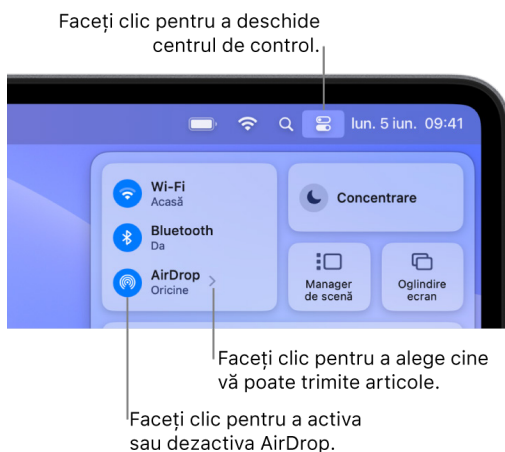 Faceți clic pentru a deschide
centrul de control.
lun. 5 iun. 09:41
Wi-Fi
Acasă
Bluetooth
Da
AirDrop
Oricine
Concentrare
Manager
de scenă
Oglindire
ecran
Faceți clic pentru a alege cine
vă poate trimite articole.
Faceți clic pentru a activa
sau dezactiva AirDrop.